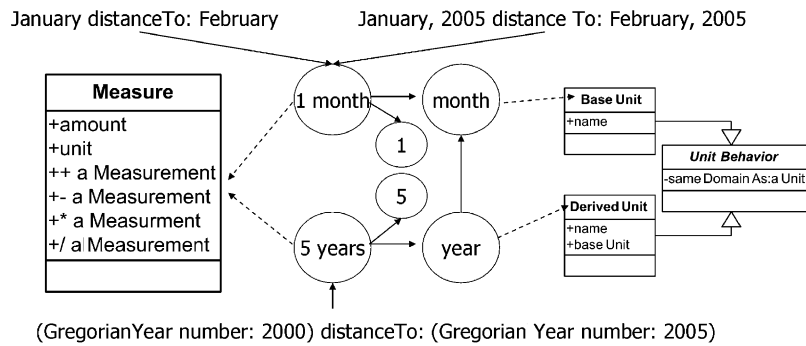 January distanceTo: February
January, 2005 distance To: February, 2005
Measure
+amount
+unit
++ a Measurement
+- a Measurement
+* a Measurment
+/ a Measurement
1 month
month
1
5
5 years
year
Base Unit
+name
Unit Behavior
-same Domain As:a Unit
Derived Unit
+name
+base Unit
(GregorianYear number: 2000) distanceTo: (Gregorian Year number: 2005)